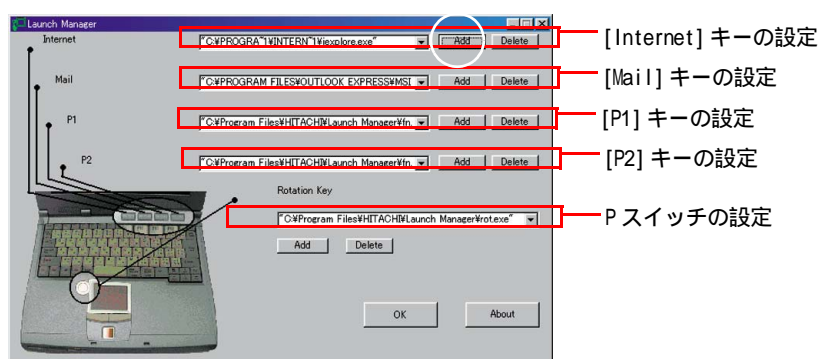 Launch Manager
Internet
"C:¥PROGRA~1¥INTERN~1¥iexplore.exe"
Add
Delete
[Internet] キーの設定
Mail
"C:¥PROGRAM FILES¥OUTLOOK EXPRESS¥MSI
Add
Delete
[Mail] キーの設定
P1
"C:¥Program Files¥HITACHI¥Launch Manager¥fn.
Add
Delete
[P1] キーの設定
P2
"C:¥Program Files¥HITACHI¥Launch Manager¥fn.
Add
Delete
[P2] キーの設定
Rotation Key
"C:¥Program Files¥HITACHI¥Launch Manager¥rot.exe"
P スイッチの設定
Add
Delete
OK
About